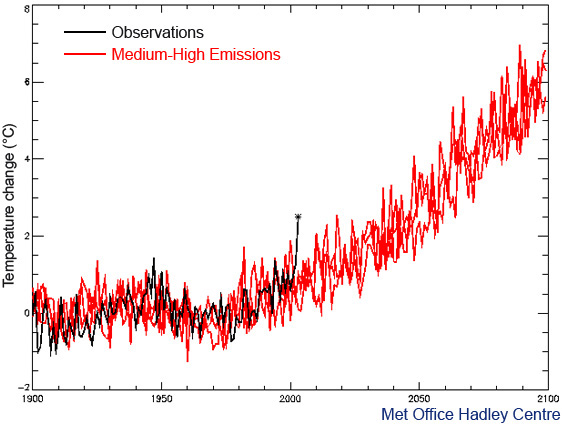 8
6
4
2
0
−2
Temperature change (°C)
Observations
Medium-High Emissions
1900
1950
2000
2050
2100
Met Office Hadley Centre